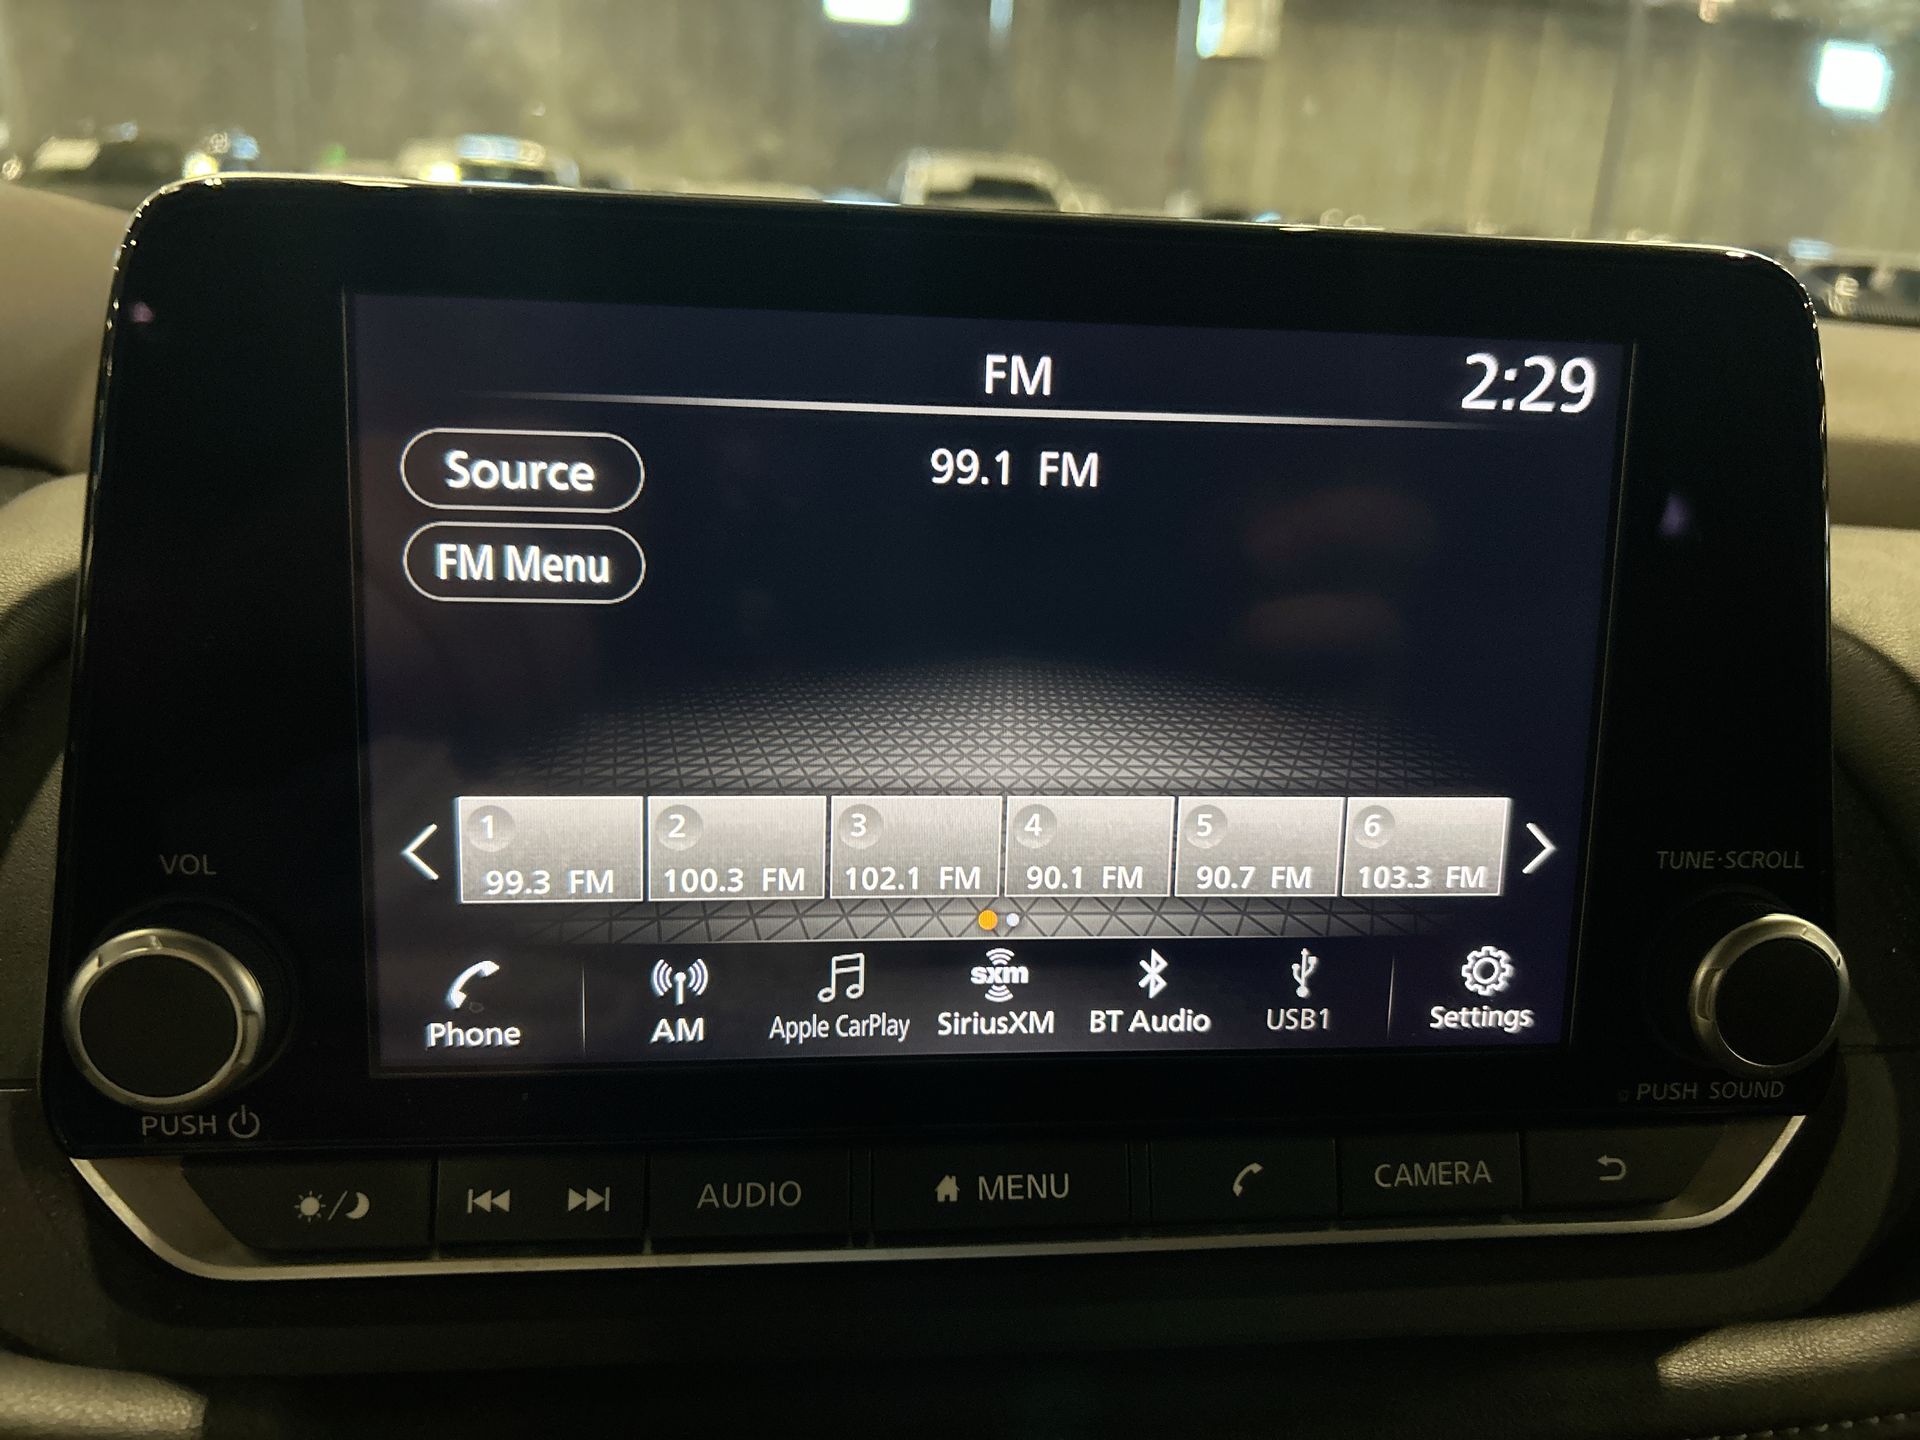 FM
2:29
Source
99.1 FM
FM Menu
1
2
3
4
5
6
99.3 FM
100.3 FM
102.1 FM
90.1 FM
90.7 FM
103.3 FM
VOL
TUNE·SCROLL
Phone
AM
Apple CarPlay
sxm
SiriusXM
BT Audio
USB1
Settings
PUSH
PUSH SOUND
AUDIO
MENU
CAMERA